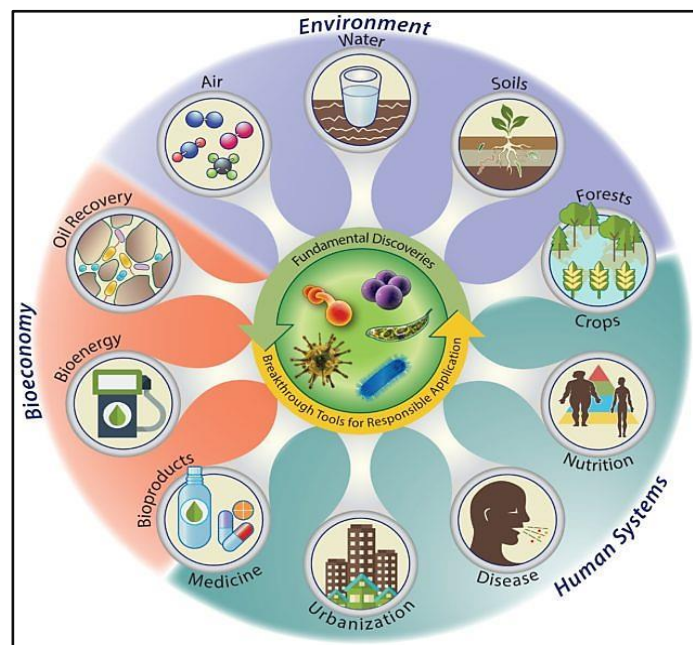 Environment
Water
Air
Soils
Oil Recovery
Forests
Fundamental Discoveries
Crops
Bioeconomy
Bioenergy
Breakthrough Tools for Responsible Application
Nutrition
Bioproducts
Medicine
Disease
Human Systems
Urbanization